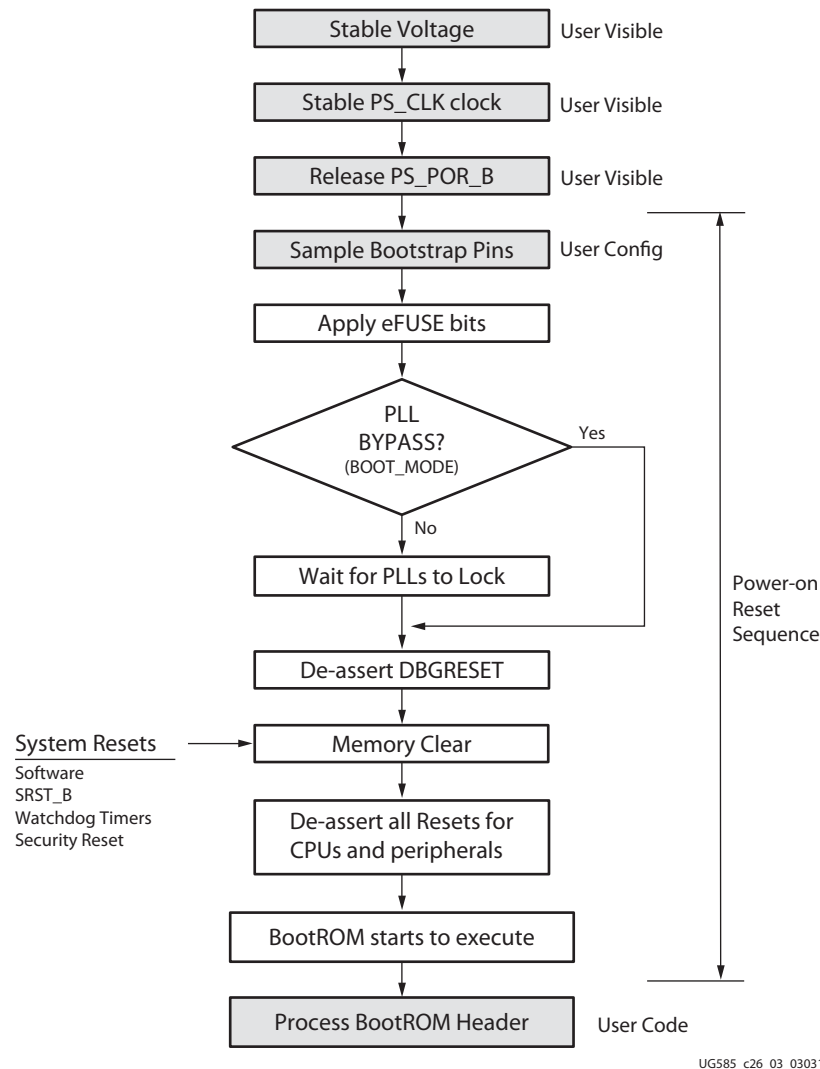 Stable Voltage
User Visible
Stable PS_CLK clock
User Visible
Release PS_POR_B
User Visible
Sample Bootstrap Pins
User Config
Apply eFUSE bits
PLL
BYPASS?
(BOOT_MODE)
Yes
No
Wait for PLLs to Lock
Power-on
Reset
Sequence
De-assert DBGRESET
System Resets
Software
SRST_B
Watchdog Timers
Security Reset
Memory Clear
De-assert all Resets for
CPUs and peripherals
BootROM starts to execute
Process BootROM Header
User Code
UG585_c26_03_0303